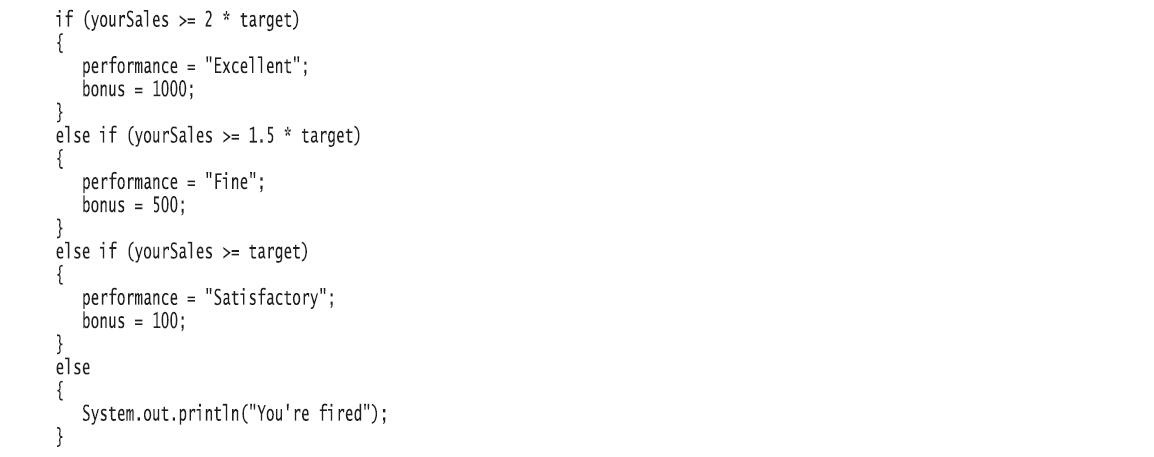 if (yourSales >= 2 * target)
{
   performance = "Excellent";
   bonus = 1000;
}
else if (yourSales >= 1.5 * target)
{
   performance = "Fine";
   bonus = 500;
}
else if (yourSales >= target)
{
   performance = "Satisfactory";
   bonus = 100;
}
else
{
   System.out.println("You're fired");
}